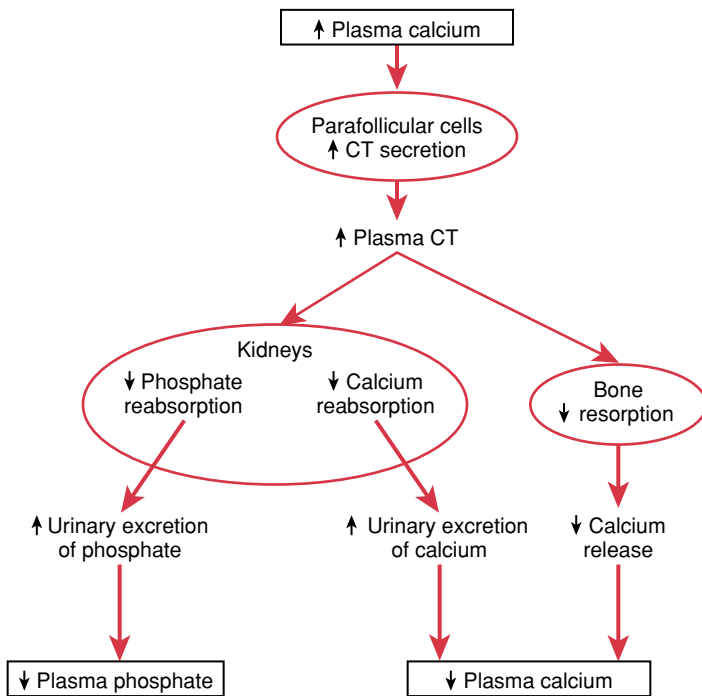 ↑ Plasma calcium
Parafollicular cells
↑ CT secretion
↑ Plasma CT
Kidneys
↓ Phosphate
reabsorption
↓ Calcium
reabsorption
Bone
↓ resorption
↑ Urinary excretion
of phosphate
↑ Urinary excretion
of calcium
↓ Calcium
release
↓ Plasma phosphate
↓ Plasma calcium